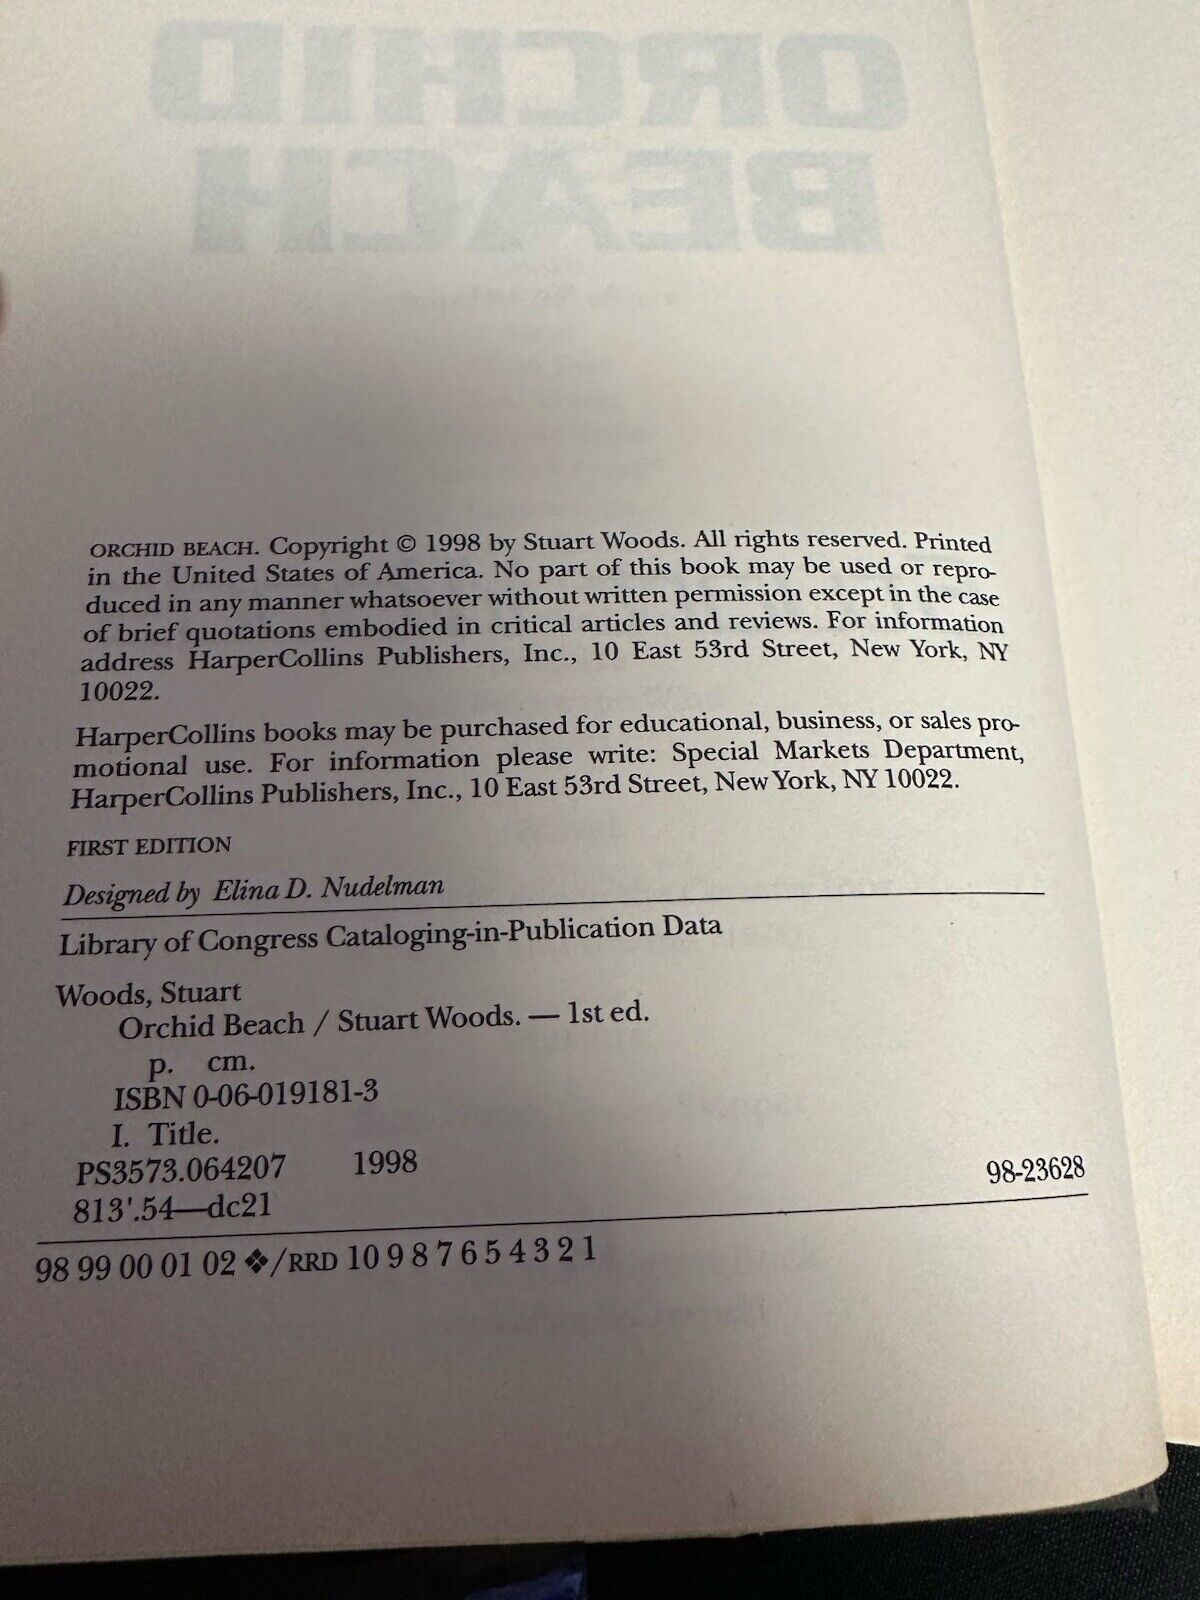 ORCHID
BEACH
ORCHID BEACH. Copyright © 1998 by Stuart Woods. All rights reserved. Printed
in the United States of America. No part of this book may be used or repro-
duced in any manner whatsoever without written permission except in the case
of brief quotations embodied in critical articles and reviews. For information
address HarperCollins Publishers, Inc., 10 East 53rd Street, New York, NY
10022.
HarperCollins books may be purchased for educational, business, or sales pro-
motional use. For information please write: Special Markets Department,
HarperCollins Publishers, Inc., 10 East 53rd Street, New York, NY 10022.
FIRST EDITION
Designed by Elina D. Nudelman
Library of Congress Cataloging-in-Publication Data
Woods, Stuart
Orchid Beach / Stuart Woods. — 1st ed.
p. cm.
ISBN 0-06-019181-3
I. Title.
PS3573.064207 1998
98-23628
813'.54—dc21
98 99 00 01 02 ❖/RRD 10 9 8 7 6 5 4 3 2 1